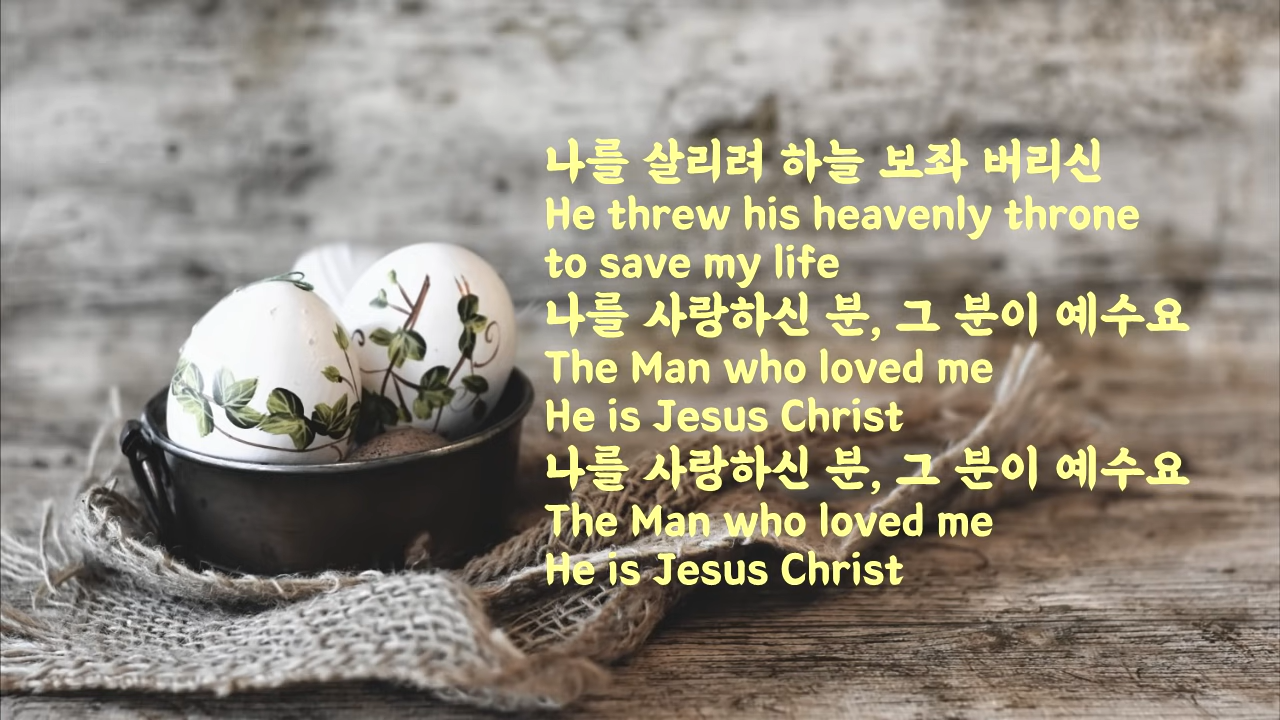 나를 살리려 하늘 보좌 버리신
He threw his heavenly throne
to save my life
나를 사랑하신 분, 그 분이 예수요
The Man who loved me
He is Jesus Christ
나를 사랑하신 분, 그 분이 예수요
The Man who loved me
He is Jesus Christ